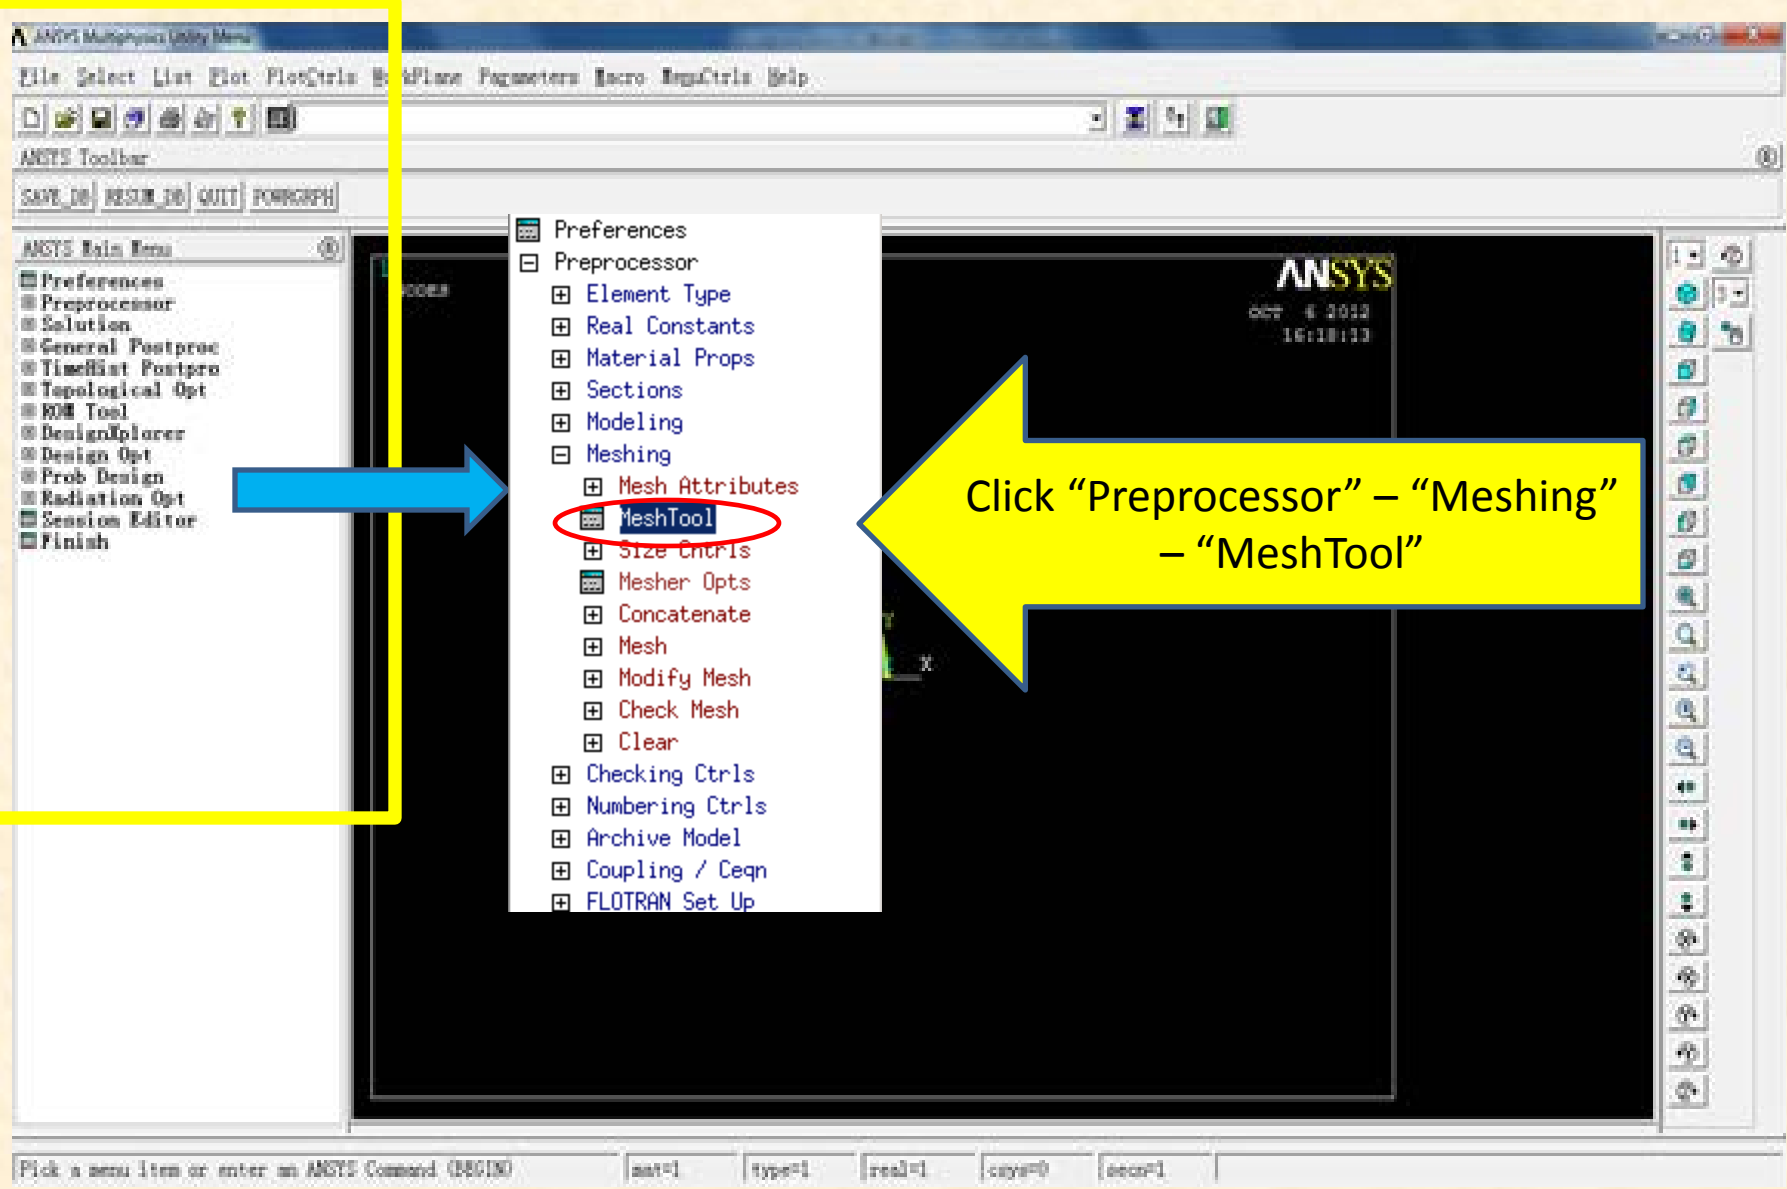 ANSYS Multiphysics Utility Menu
File Select List Plot PlotCtrls WorkPlane Parameters Macro MenuCtrls Help
ANSYS Toolbar
SAVE_DB RESUM_DB QUIT POWRGRPH
ANSYS Main Menu
Preferences
Preprocessor
Solution
General Postproc
TimeHist Postpro
Topological Opt
ROM Tool
DesignXplorer
Design Opt
Prob Design
Radiation Opt
Session Editor
Finish
Preferences
Preprocessor
Element Type
Real Constants
Material Props
Sections
Modeling
Meshing
Mesh Attributes
MeshTool
Size Cntrls
Mesher Opts
Concatenate
Mesh
Modify Mesh
Check Mesh
Clear
Checking Ctrls
Numbering Ctrls
Archive Model
Coupling / Ceqn
FLOTRAN Set Up
ANSYS
OCT 6 2012
16:18:13
Y
X
Click “Preprocessor” – “Meshing”
– “MeshTool”
Pick a menu item or enter an ANSYS Command (BEGIN) mat=1 type=1 real=1 csys=0 secn=1